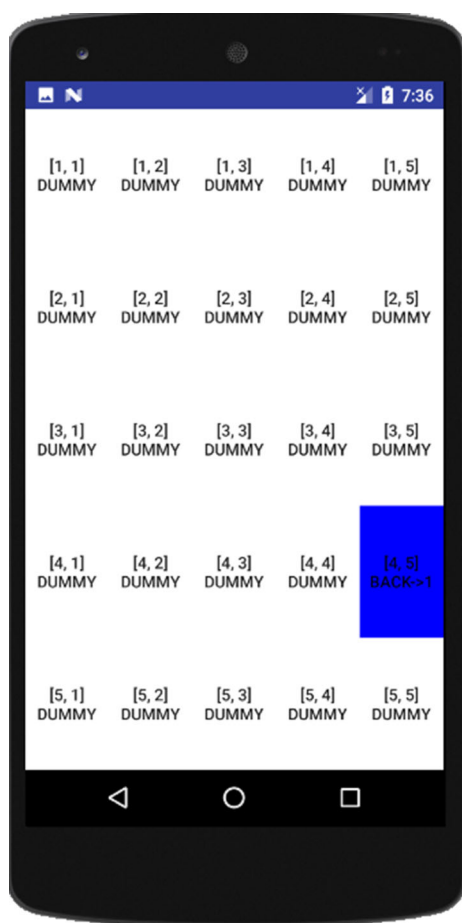 7:36
[1, 1] [1, 2] [1, 3] [1, 4] [1, 5]
DUMMY DUMMY DUMMY DUMMY DUMMY
[2, 1] [2, 2] [2, 3] [2, 4] [2, 5]
DUMMY DUMMY DUMMY DUMMY DUMMY
[3, 1] [3, 2] [3, 3] [3, 4] [3, 5]
DUMMY DUMMY DUMMY DUMMY DUMMY
[4, 1] [4, 2] [4, 3] [4, 4] [4, 5]
DUMMY DUMMY DUMMY DUMMY BACK->1
[5, 1] [5, 2] [5, 3] [5, 4] [5, 5]
DUMMY DUMMY DUMMY DUMMY DUMMY